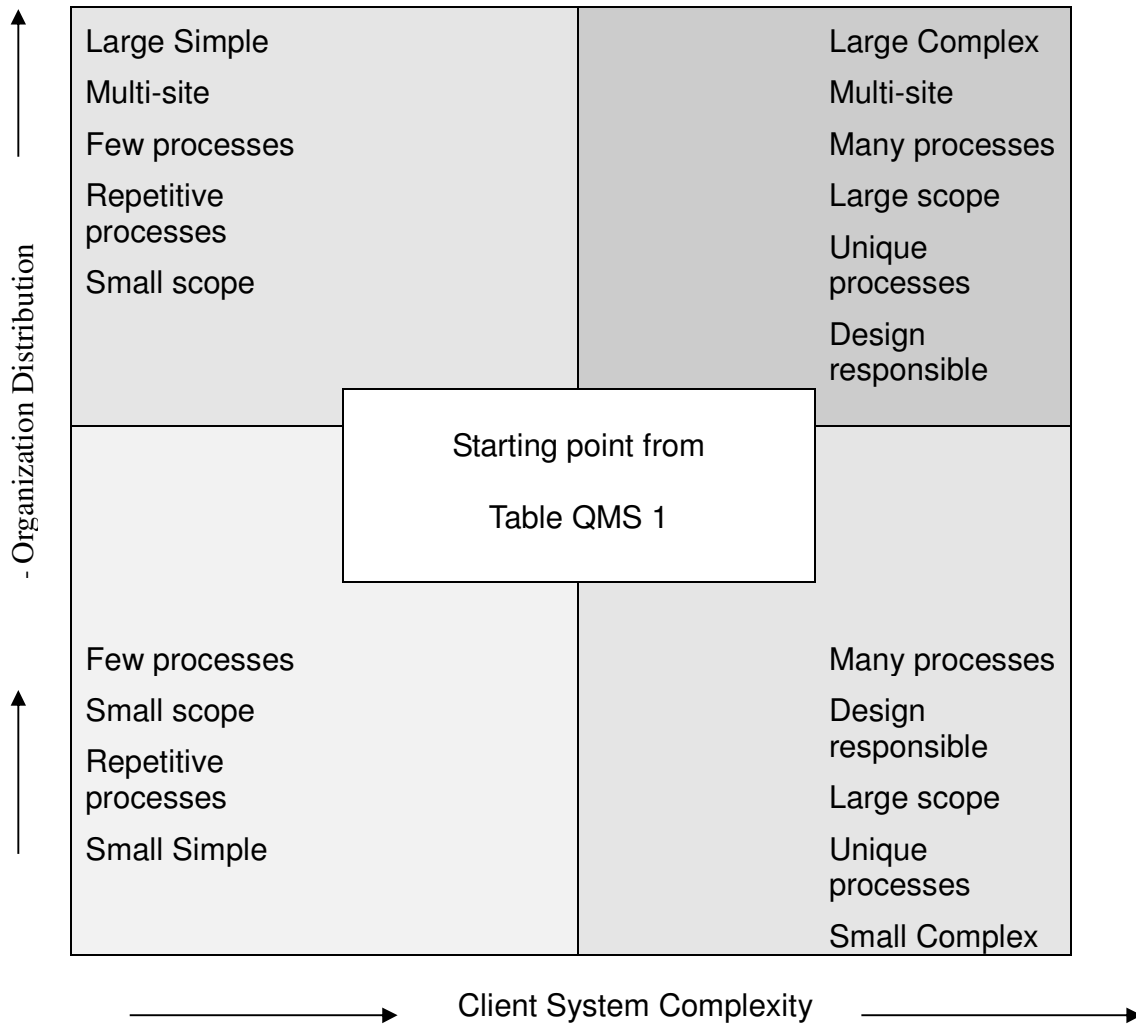 Large Simple
Multi-site
Few processes
Repetitive
processes
Small scope
Large Complex
Multi-site
Many processes
Large scope
Unique
processes
Design
responsible
- Organization Distribution
Starting point from
Table QMS 1
Few processes
Small scope
Repetitive
processes
Small Simple
Many processes
Design
responsible
Large scope
Unique
processes
Small Complex
Client System Complexity